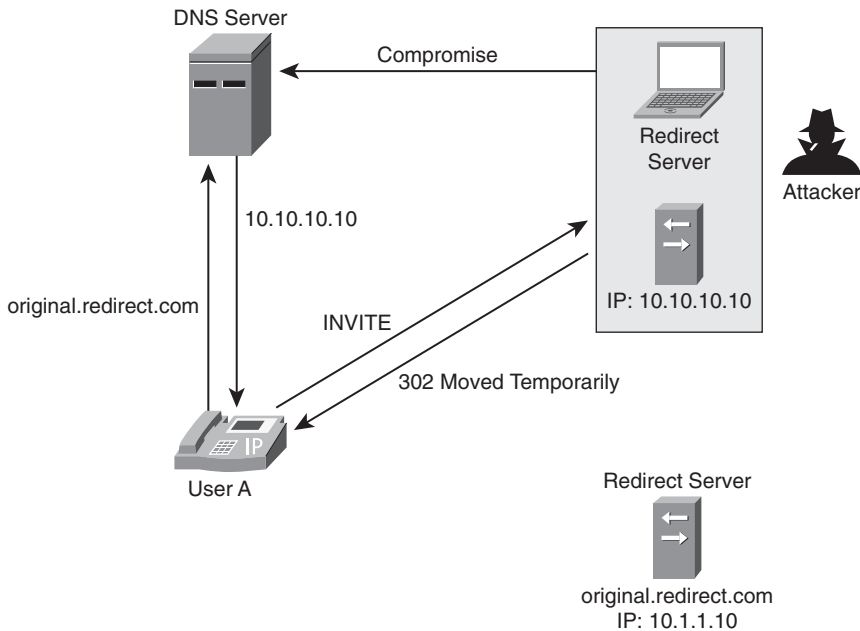 DNS Server
Compromise
Redirect
Server
Attacker
10.10.10.10
IP: 10.10.10.10
original.redirect.com
INVITE
302 Moved Temporarily
IP
User A
Redirect Server
original.redirect.com
IP: 10.1.1.10